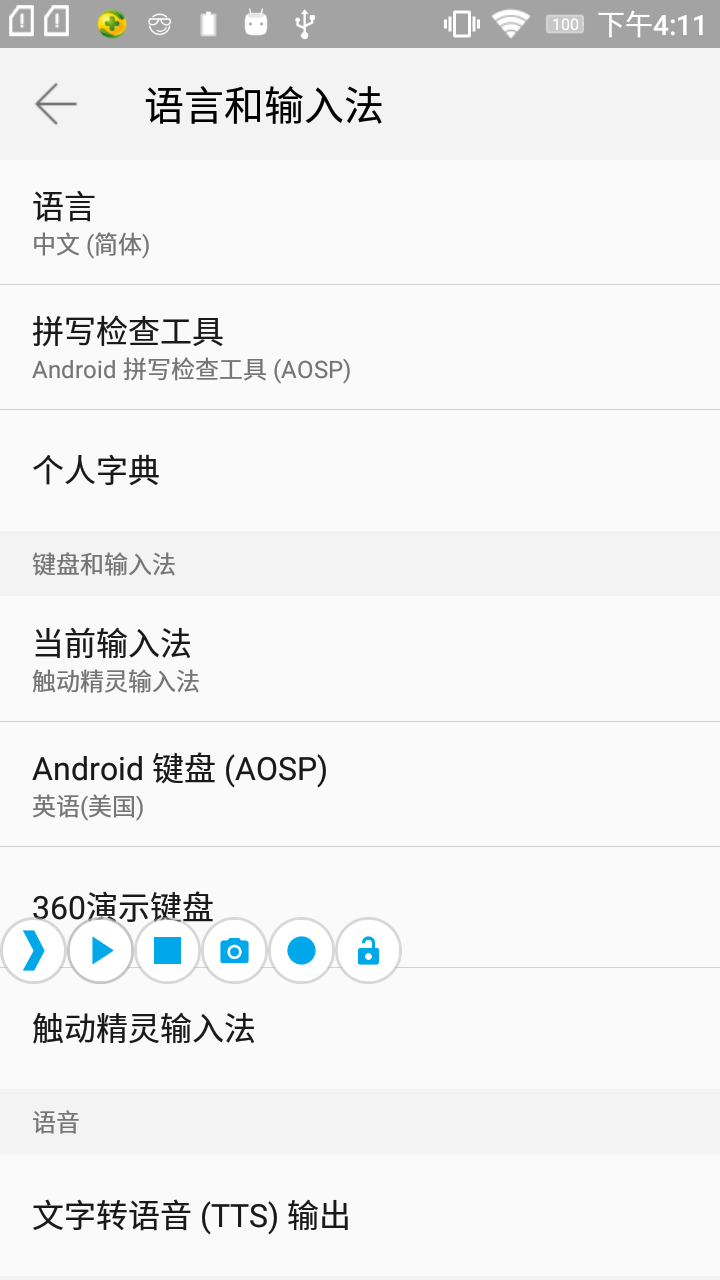 100 下午4:11
语言和输入法
语言
中文 (简体)
拼写检查工具
Android 拼写检查工具 (AOSP)
个人字典
键盘和输入法
当前输入法
触动精灵输入法
Android 键盘 (AOSP)
英语(美国)
360演示键盘
触动精灵输入法
语音
文字转语音 (TTS) 输出